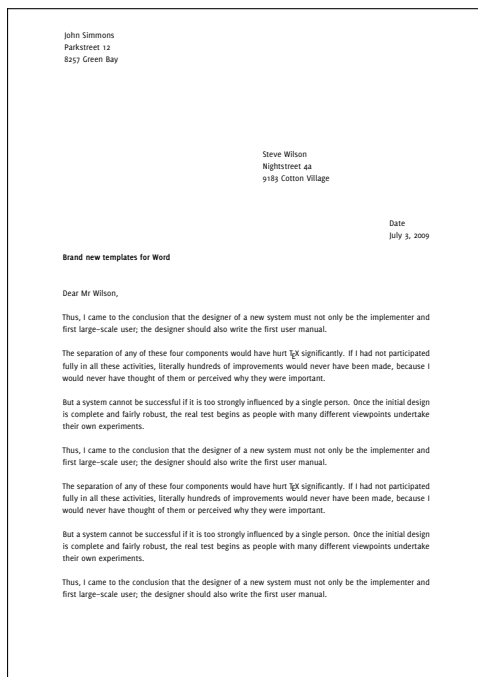 John Simmons
Parkstreet 12
8257 Green Bay
Steve Wilson
Nightstreet 4a
9183 Cotton Village
Date
July 3, 2009
Brand new templates for Word
Dear Mr Wilson,
Thus, I came to the conclusion that the designer of a new system must not only be the implementer and
first large-scale user; the designer should also write the first user manual.
The separation of any of these four components would have hurt TEX significantly. If I had not participated
fully in all these activities, literally hundreds of improvements would never have been made, because I
would never have thought of them or perceived why they were important.
But a system cannot be successful if it is too strongly influenced by a single person. Once the initial design
is complete and fairly robust, the real test begins as people with many different viewpoints undertake
their own experiments.
Thus, I came to the conclusion that the designer of a new system must not only be the implementer and
first large-scale user; the designer should also write the first user manual.
The separation of any of these four components would have hurt TEX significantly. If I had not participated
fully in all these activities, literally hundreds of improvements would never have been made, because I
would never have thought of them or perceived why they were important.
But a system cannot be successful if it is too strongly influenced by a single person. Once the initial design
is complete and fairly robust, the real test begins as people with many different viewpoints undertake
their own experiments.
Thus, I came to the conclusion that the designer of a new system must not only be the implementer and
first large-scale user; the designer should also write the first user manual.